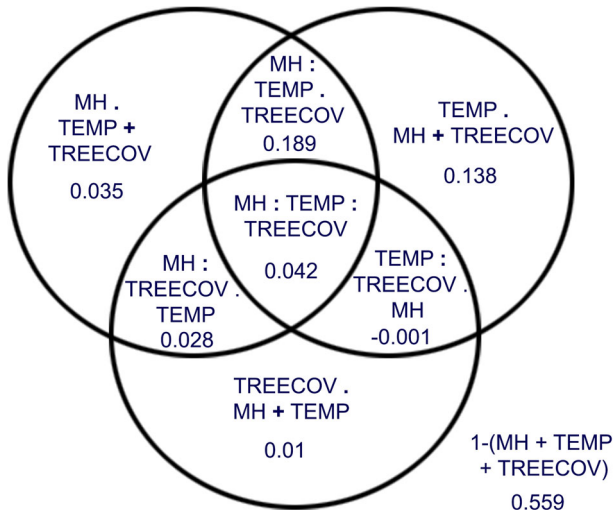 MH :
TEMP .
TREECOV
0.189
MH .
TEMP +
TREECOV
0.035
TEMP .
MH + TREECOV
0.138
MH : TEMP :
TREECOV
0.042
MH :
TREECOV .
TEMP
0.028
TEMP :
TREECOV .
MH
-0.001
TREECOV .
MH + TEMP
0.01
1-(MH + TEMP
+ TREECOV)
0.559